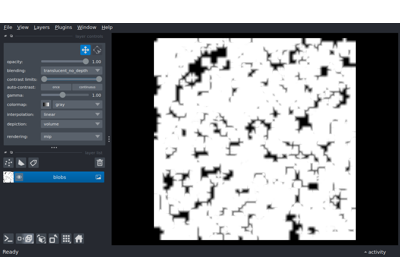 File View Layers Plugins Window Help
opacity: 1.00
blending: translucent_no_depth
contrast limits:
auto-contrast: once continuous
gamma: 1.00
colormap: gray
interpolation: linear
depiction: volume
rendering: mip
blobs
Ready activity